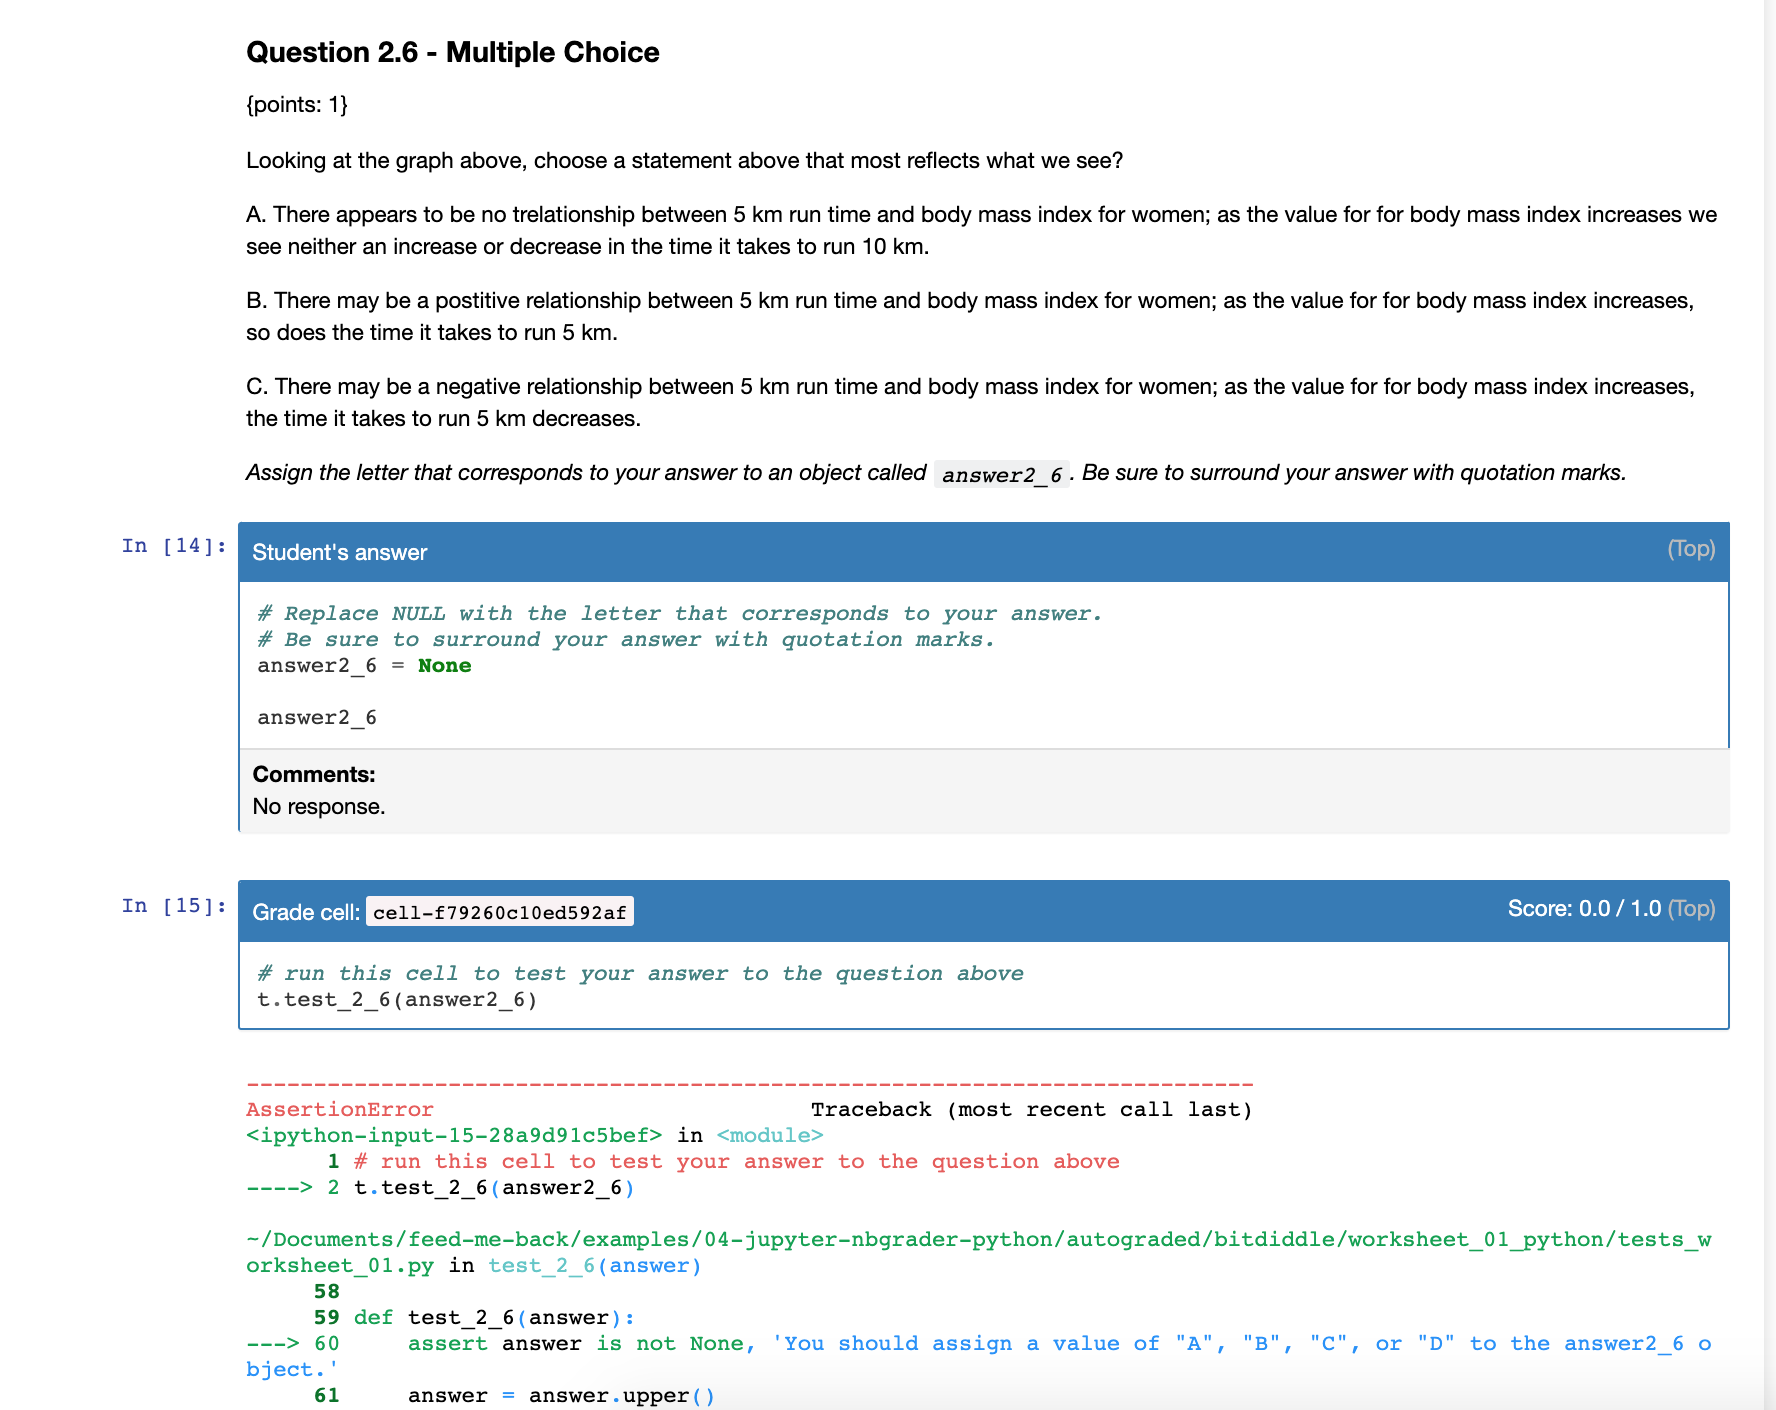 Question 2.6 - Multiple Choice
{points: 1}
Looking at the graph above, choose a statement above that most reflects what we see?
A. There appears to be no trelationship between 5 km run time and body mass index for women; as the value for for body mass index increases we
see neither an increase or decrease in the time it takes to run 10 km.
B. There may be a postitive relationship between 5 km run time and body mass index for women; as the value for for body mass index increases,
so does the time it takes to run 5 km.
C. There may be a negative relationship between 5 km run time and body mass index for women; as the value for for body mass index increases,
the time it takes to run 5 km decreases.
Assign the letter that corresponds to your answer to an object called answer2_6. Be sure to surround your answer with quotation marks.
In [14]: Student's answer (Top)
# Replace NULL with the letter that corresponds to your answer.
# Be sure to surround your answer with quotation marks.
answer2_6 = None
answer2_6
Comments:
No response.
In [15]: Grade cell: cell-f79260c10ed592af Score: 0.0 / 1.0 (Top)
# run this cell to test your answer to the question above
t.test_2_6(answer2_6)
---------------------------------------------------------------------------
AssertionError Traceback (most recent call last)
<ipython-input-15-28a9d91c5bef> in <module>
1 # run this cell to test your answer to the question above
----> 2 t.test_2_6(answer2_6)
~/Documents/feed-me-back/examples/04-jupyter-nbgrader-python/autograded/bitdiddle/worksheet_01_python/tests_w
orksheet_01.py in test_2_6(answer)
58
59 def test_2_6(answer):
---> 60 assert answer is not None, 'You should assign a value of "A", "B", "C", or "D" to the answer2_6 o
bject.'
61 answer = answer.upper()